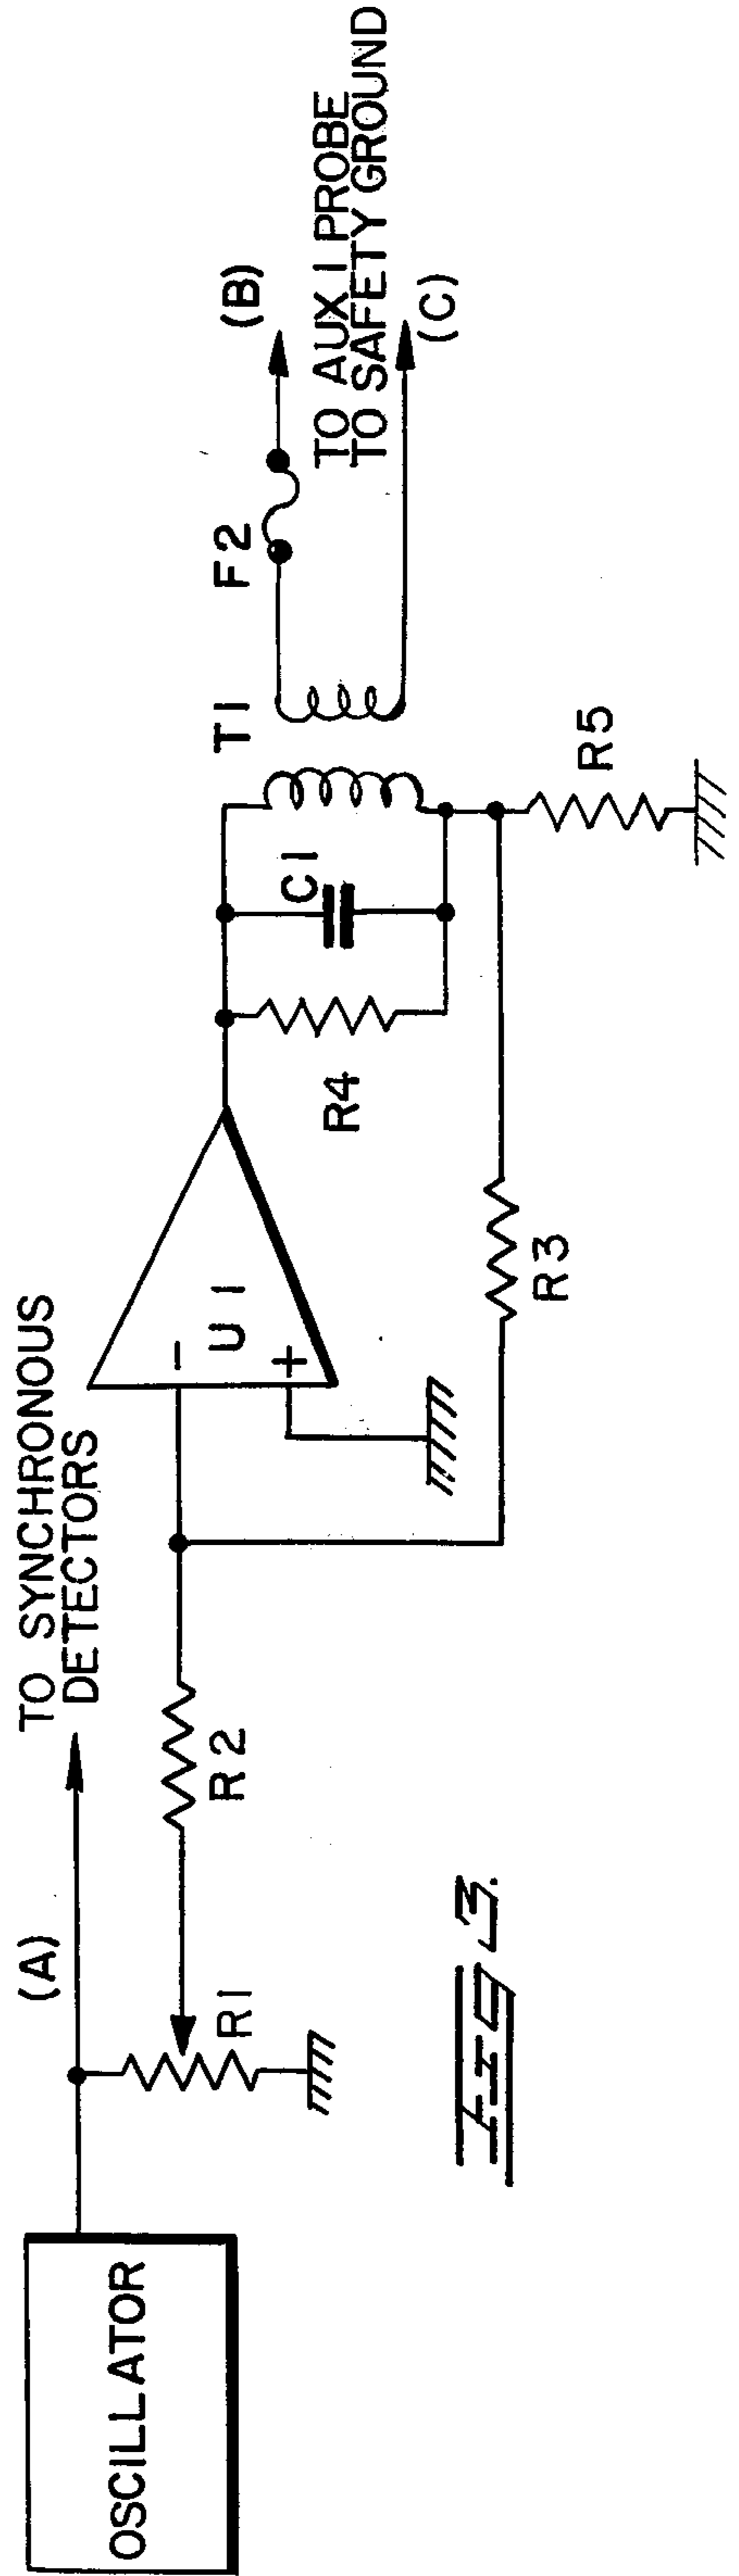 OSCILLATOR
(A)
TO SYNCHRONOUS
DETECTORS
R1
R2
-
+
U1
R3
R4
C1
T1
F2
R5
(B)
TO AUX 1 PROBE
TO SAFETY GROUND
(C)
FIG 3.